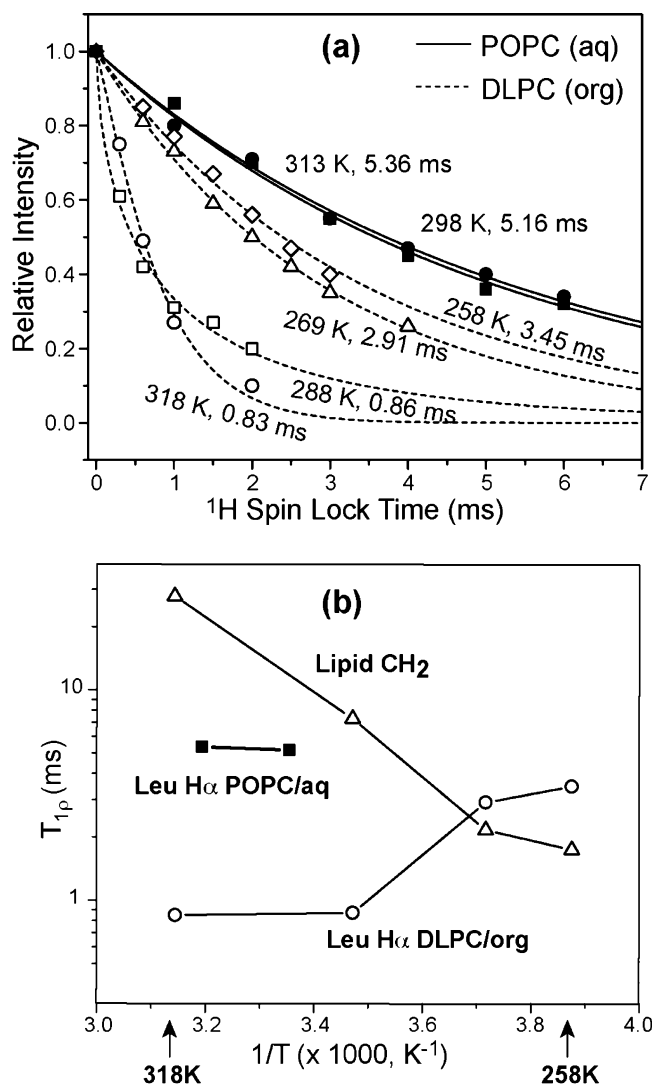 (a)
POPC (aq)
DLPC (org)
1.0
0.8
0.6
0.4
0.2
0.0
Relative Intensity
313 K, 5.36 ms
298 K, 5.16 ms
258 K, 3.45 ms
269 K, 2.91 ms
288 K, 0.86 ms
318 K, 0.83 ms
0 1 2 3 4 5 6 7
¹H Spin Lock Time (ms)
(b)
Lipid CH₂
10
1
T₁ρ (ms)
Leu Hα POPC/aq
Leu Hα DLPC/org
3.0 3.2 3.4 3.6 3.8 4.0
1/T (x 1000, K⁻¹)
318K 258K